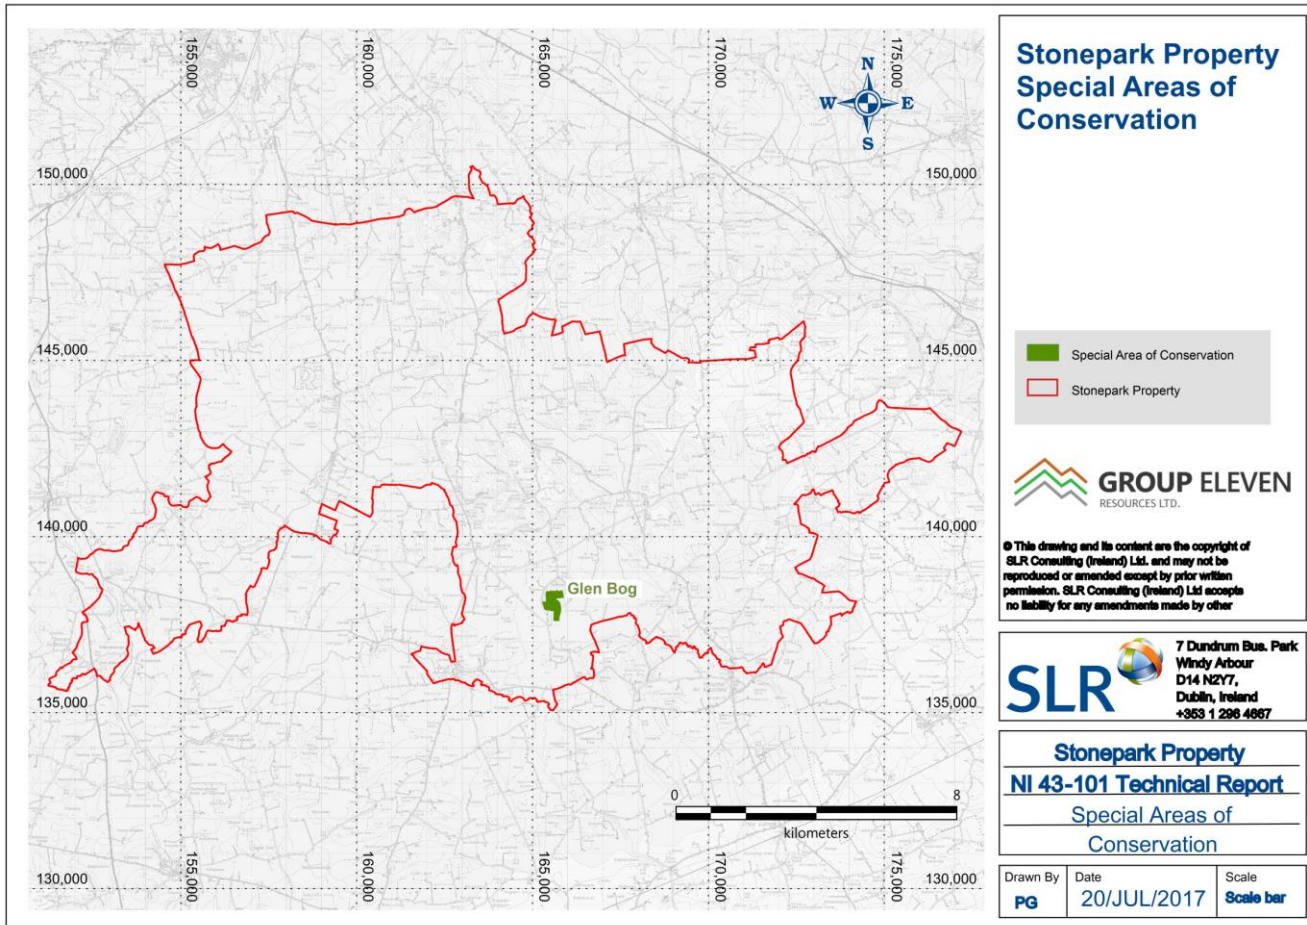 155,000
160,000
165,000
170,000
175,000
N
W
E
S
150,000
150,000
145,000
145,000
140,000
140,000
Glen Bog
135,000
135,000
0
8
kilometers
130,000
130,000
155,000
160,000
165,000
170,000
175,000
Stonepark Property
Special Areas of
Conservation
Special Area of Conservation
Stonepark Property
GROUP ELEVEN
RESOURCES LTD.
© This drawing and its content are the copyright of
SLR Consulting (Ireland) Ltd. and may not be
reproduced or amended except by prior written
permission. SLR Consulting (Ireland) Ltd accepts
no liability for any amendments made by other
SLR
7 Dundrum Bus. Park
Windy Arbour
D14 N2Y7,
Dublin, Ireland
+353 1 296 4667
Stonepark Property
NI 43-101 Technical Report
Special Areas of
Conservation
Drawn By
PG
Date
20/JUL/2017
Scale
Scale bar